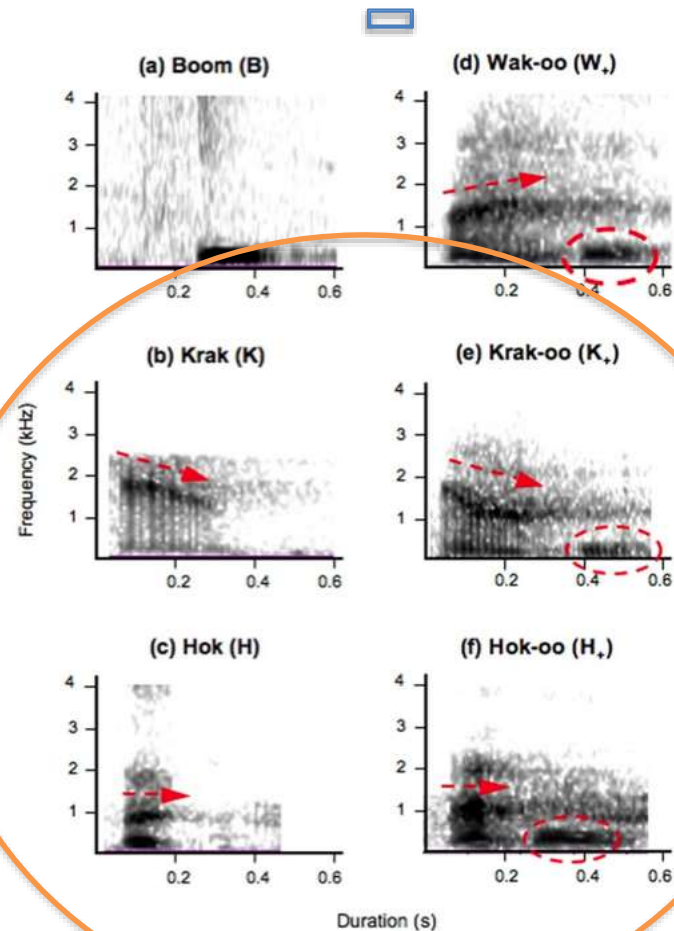 (a) Boom (B)
4
3
2
1
0.2 0.4 0.6
(d) Wak-oo (W+)
4
3
2
1
0.2 0.4 0.6
(b) Krak (K)
4
3
2
1
0.2 0.4 0.6
(e) Krak-oo (K+)
4
3
2
1
0.2 0.4 0.6
Frequency (kHz)
(c) Hok (H)
4
3
2
1
0.2 0.4 0.6
(f) Hok-oo (H+)
4
3
2
1
0.2 0.4 0.6
Duration (s)